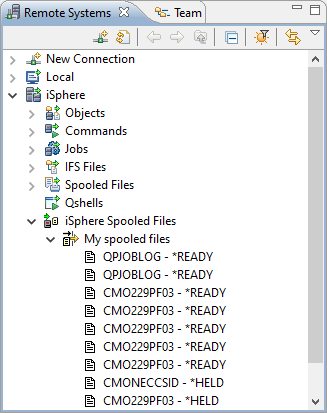 Remote Systems
Team
New Connection
Local
iSphere
Objects
Commands
Jobs
IFS Files
Spooled Files
Qshells
iSphere Spooled Files
My spooled files
QPJOBLOG - *READY
QPJOBLOG - *READY
CMO229PF03 - *READY
CMO229PF03 - *READY
CMO229PF03 - *READY
CMO229PF03 - *READY
CMO229PF03 - *READY
CMONECCSID - *HELD
CMO229PF03 - *HELD